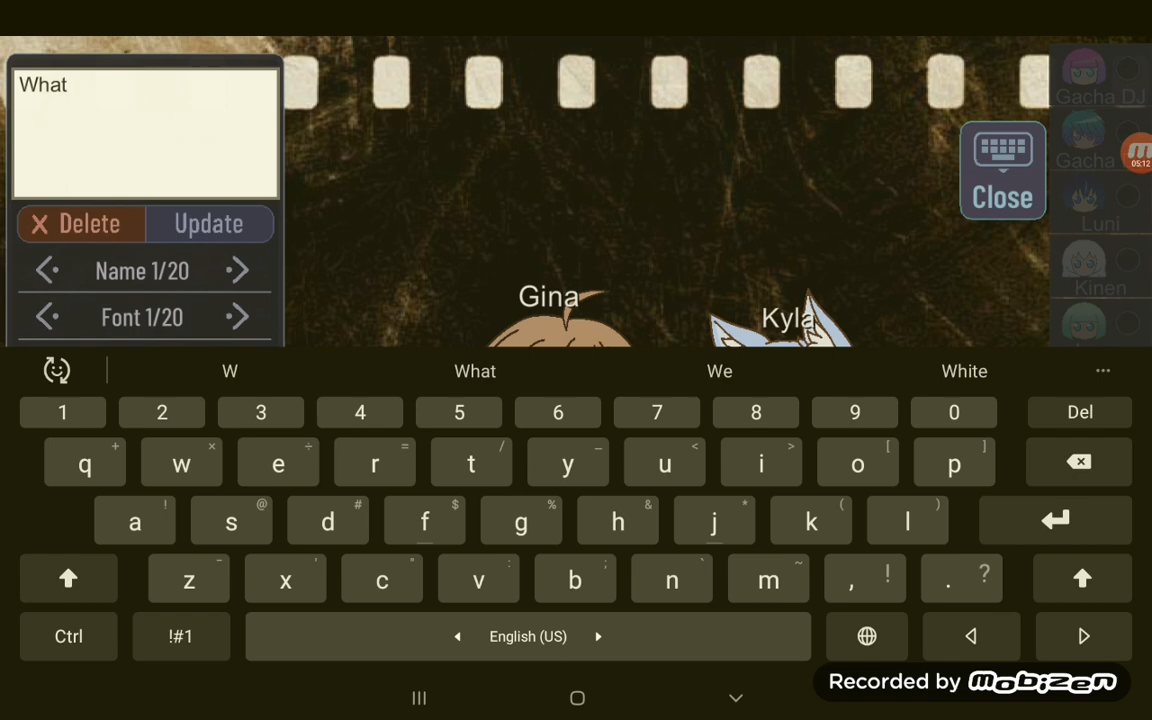 What
X Delete
Update
Name 1/20
Font 1/20
Close
Gacha DJ
Gacha
Luni
Kinen
05:12
Gina
Kyla
W
What
We
White
...
1 2 3 4 5 6 7 8 9 0 Del
+ × ÷ = / _ < > [ ]
q w e r t y u i o p
! @ # $ % & * ( )
a s d f g h j k l
- ' " : ; ` ~ ! ?
z x c v b n m , .
Ctrl
!#1
English (US)
Recorded by mobizen